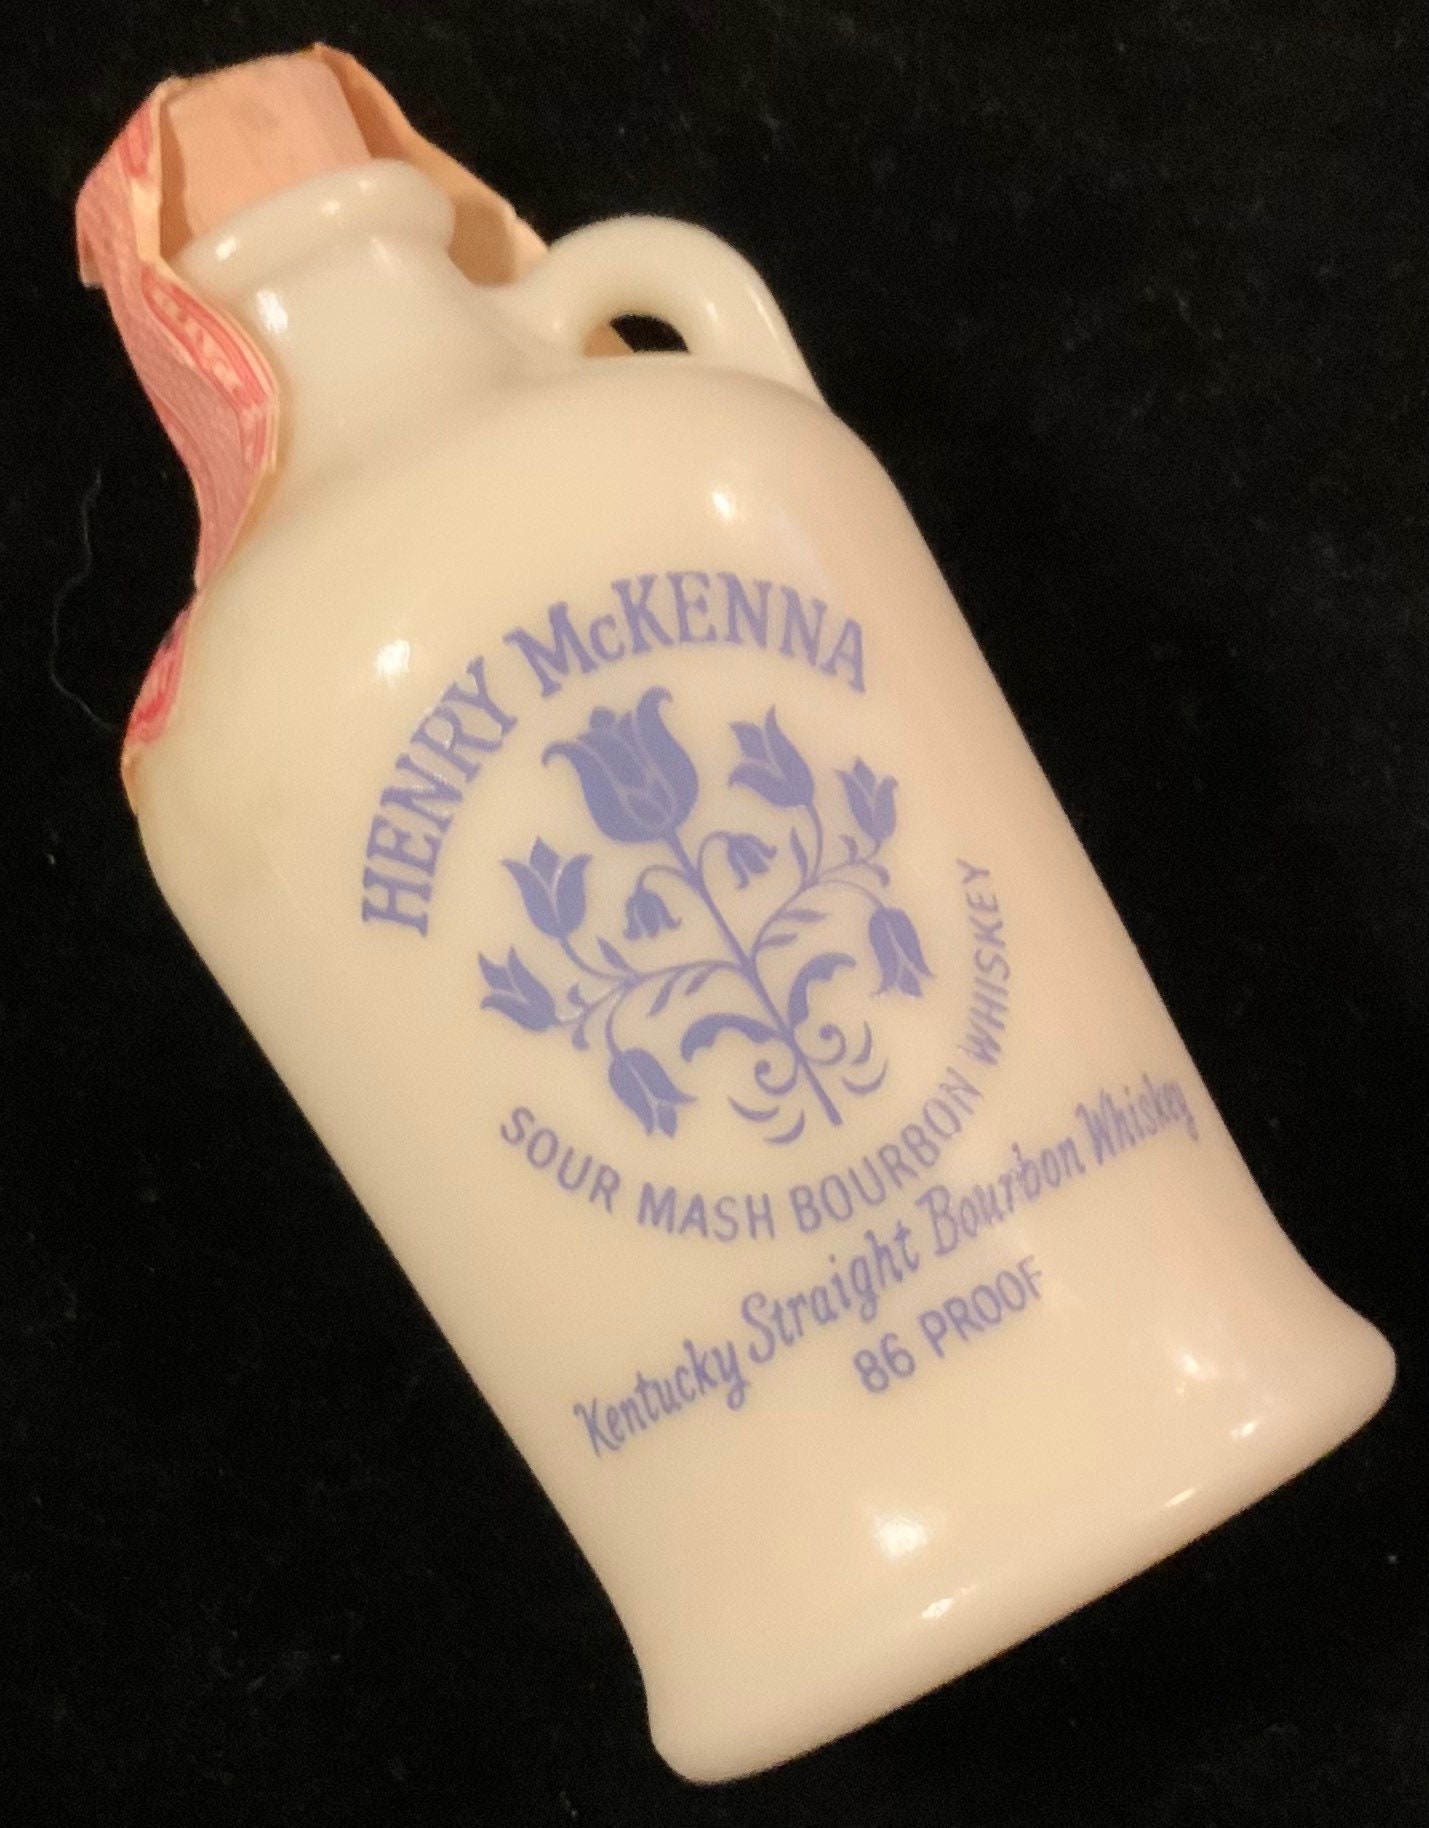 HENRY McKENNA
SOUR MASH BOURBON WHISKEY
Kentucky Straight Bourbon Whiskey
86 PROOF